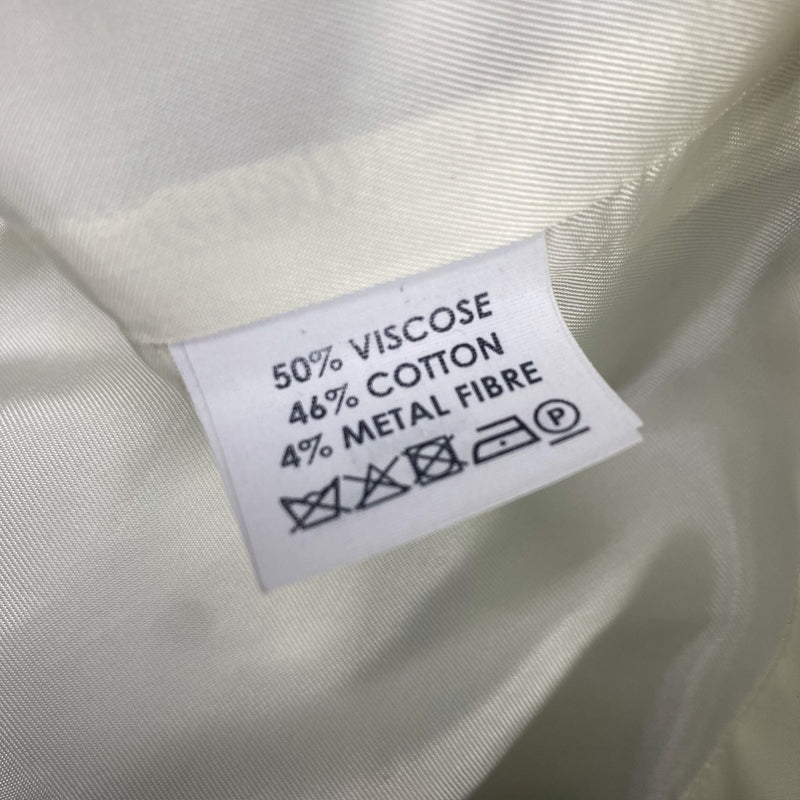 50% VISCOSE
46% COTTON
4% METAL FIBRE
P